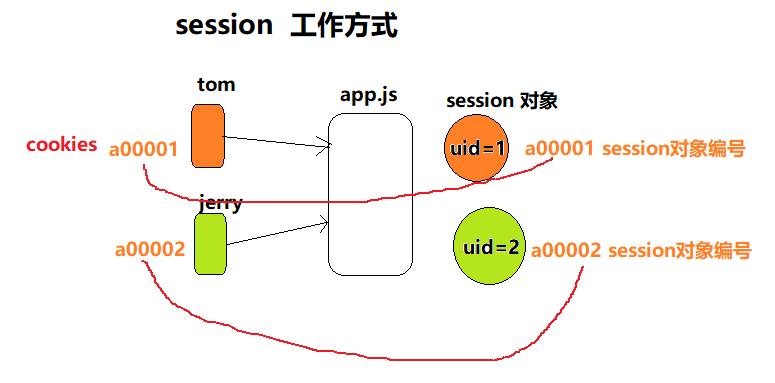 session 工作方式
tom
app.js
session 对象
cookies
a00001
uid=1
a00001 session对象编号
jerry
a00002
uid=2
a00002 session对象编号